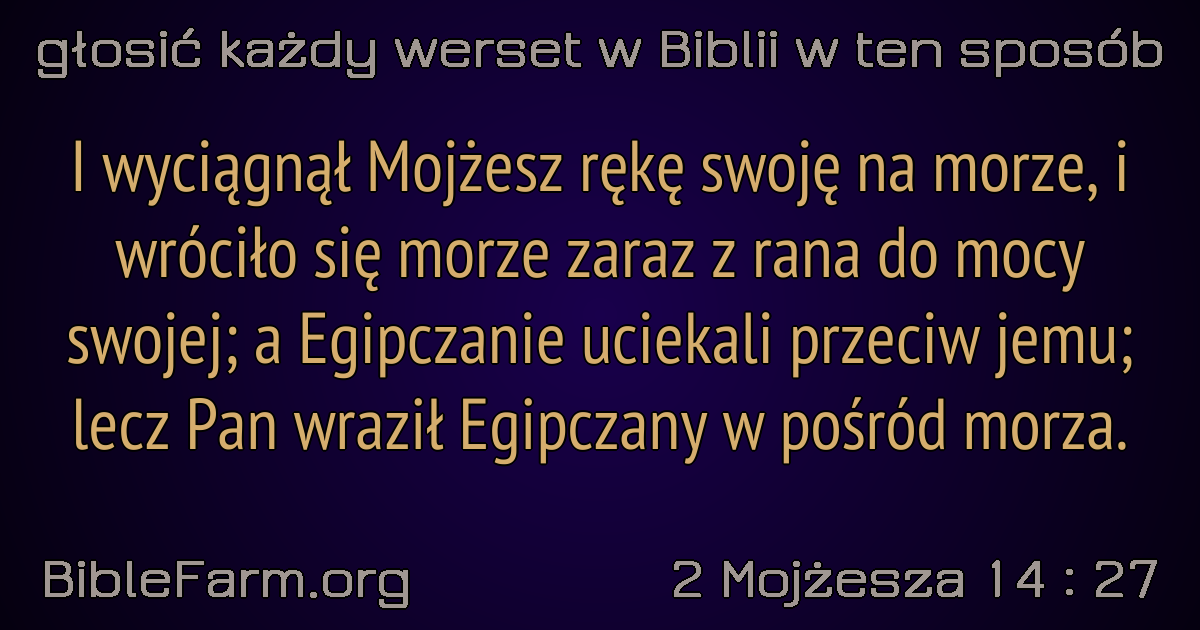 głosić każdy werset w Biblii w ten sposób
I wyciągnął Mojżesz rękę swoję na morze, i
wróciło się morze zaraz z rana do mocy
swojej; a Egipczanie uciekali przeciw jemu;
lecz Pan wraził Egipczany w pośród morza.
BibleFarm.org
2 Mojżesza 14 : 27